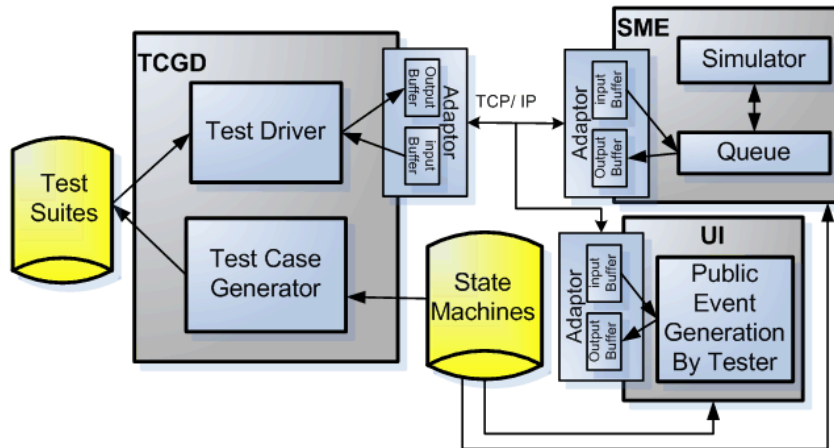 TCGD
Test Driver
Output
Buffer
input
Buffer
Adaptor
TCP/ IP
SME
Adaptor
input
Buffer
Output
Buffer
Simulator
Queue
Test
Suites
Test Case
Generator
State
Machines
UI
Adaptor
input
Buffer
Output
Buffer
Public
Event
Generation
By Tester